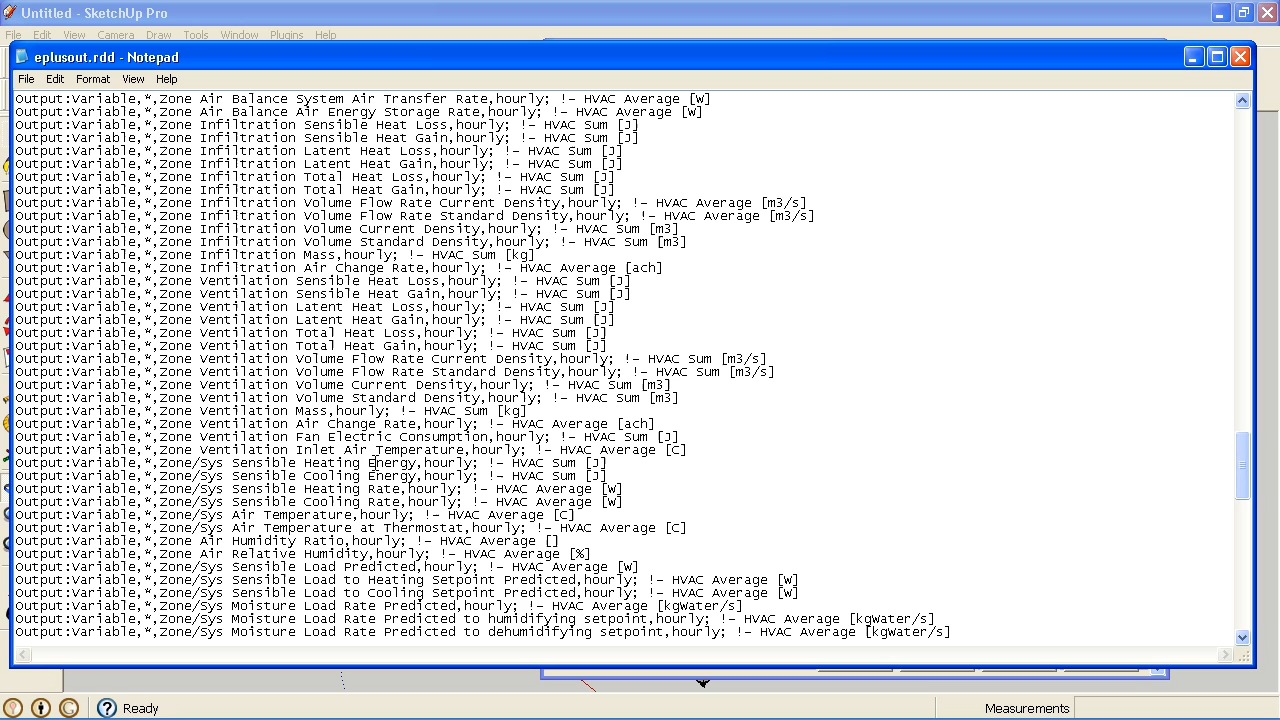 Untitled - SketchUp Pro
File Edit View Camera Draw Tools Window Plugins Help
eplusout.rdd - Notepad
File Edit Format View Help
Output:Variable,*,Zone Air Balance System Air Transfer Rate,hourly; !- HVAC Average [W]
Output:Variable,*,Zone Air Balance Air Energy Storage Rate,hourly; !- HVAC Average [W]
Output:Variable,*,Zone Infiltration Sensible Heat Loss,hourly; !- HVAC Sum [J]
Output:Variable,*,Zone Infiltration Sensible Heat Gain,hourly; !- HVAC Sum [J]
Output:Variable,*,Zone Infiltration Latent Heat Loss,hourly; !- HVAC Sum [J]
Output:Variable,*,Zone Infiltration Latent Heat Gain,hourly; !- HVAC Sum [J]
Output:Variable,*,Zone Infiltration Total Heat Loss,hourly; !- HVAC Sum [J]
Output:Variable,*,Zone Infiltration Total Heat Gain,hourly; !- HVAC Sum [J]
Output:Variable,*,Zone Infiltration Volume Flow Rate Current Density,hourly; !- HVAC Average [m3/s]
Output:Variable,*,Zone Infiltration Volume Flow Rate Standard Density,hourly; !- HVAC Average [m3/s]
Output:Variable,*,Zone Infiltration Volume Current Density,hourly; !- HVAC Sum [m3]
Output:Variable,*,Zone Infiltration Volume Standard Density,hourly; !- HVAC Sum [m3]
Output:Variable,*,Zone Infiltration Mass,hourly; !- HVAC Sum [kg]
Output:Variable,*,Zone Infiltration Air Change Rate,hourly; !- HVAC Average [ach]
Output:Variable,*,Zone Ventilation Sensible Heat Loss,hourly; !- HVAC Sum [J]
Output:Variable,*,Zone Ventilation Sensible Heat Gain,hourly; !- HVAC Sum [J]
Output:Variable,*,Zone Ventilation Latent Heat Loss,hourly; !- HVAC Sum [J]
Output:Variable,*,Zone Ventilation Latent Heat Gain,hourly; !- HVAC Sum [J]
Output:Variable,*,Zone Ventilation Total Heat Loss,hourly; !- HVAC Sum [J]
Output:Variable,*,Zone Ventilation Total Heat Gain,hourly; !- HVAC Sum [J]
Output:Variable,*,Zone Ventilation Volume Flow Rate Current Density,hourly; !- HVAC Sum [m3/s]
Output:Variable,*,Zone Ventilation Volume Flow Rate Standard Density,hourly; !- HVAC Sum [m3/s]
Output:Variable,*,Zone Ventilation Volume Current Density,hourly; !- HVAC Sum [m3]
Output:Variable,*,Zone Ventilation Volume Standard Density,hourly; !- HVAC Sum [m3]
Output:Variable,*,Zone Ventilation Mass,hourly; !- HVAC Sum [kg]
Output:Variable,*,Zone Ventilation Air Change Rate,hourly; !- HVAC Average [ach]
Output:Variable,*,Zone Ventilation Fan Electric Consumption,hourly; !- HVAC Sum [J]
Output:Variable,*,Zone Ventilation Inlet Air Temperature,hourly; !- HVAC Average [C]
Output:Variable,*,Zone/Sys Sensible Heating Energy,hourly; !- HVAC Sum [J]
Output:Variable,*,Zone/Sys Sensible Cooling Energy,hourly; !- HVAC Sum [J]
Output:Variable,*,Zone/Sys Sensible Heating Rate,hourly; !- HVAC Average [W]
Output:Variable,*,Zone/Sys Sensible Cooling Rate,hourly; !- HVAC Average [W]
Output:Variable,*,Zone/Sys Air Temperature,hourly; !- HVAC Average [C]
Output:Variable,*,Zone/Sys Air Temperature at Thermostat,hourly; !- HVAC Average [C]
Output:Variable,*,Zone Air Humidity Ratio,hourly; !- HVAC Average []
Output:Variable,*,Zone Air Relative Humidity,hourly; !- HVAC Average [%]
Output:Variable,*,Zone/Sys Sensible Load Predicted,hourly; !- HVAC Average [W]
Output:Variable,*,Zone/Sys Sensible Load to Heating Setpoint Predicted,hourly; !- HVAC Average [W]
Output:Variable,*,Zone/Sys Sensible Load to Cooling Setpoint Predicted,hourly; !- HVAC Average [W]
Output:Variable,*,Zone/Sys Moisture Load Rate Predicted,hourly; !- HVAC Average [kgWater/s]
Output:Variable,*,Zone/Sys Moisture Load Rate Predicted to humidifying setpoint,hourly; !- HVAC Average [kgWater/s]
Output:Variable,*,Zone/Sys Moisture Load Rate Predicted to dehumidifying setpoint,hourly; !- HVAC Average [kgWater/s]
Ready
Measurements